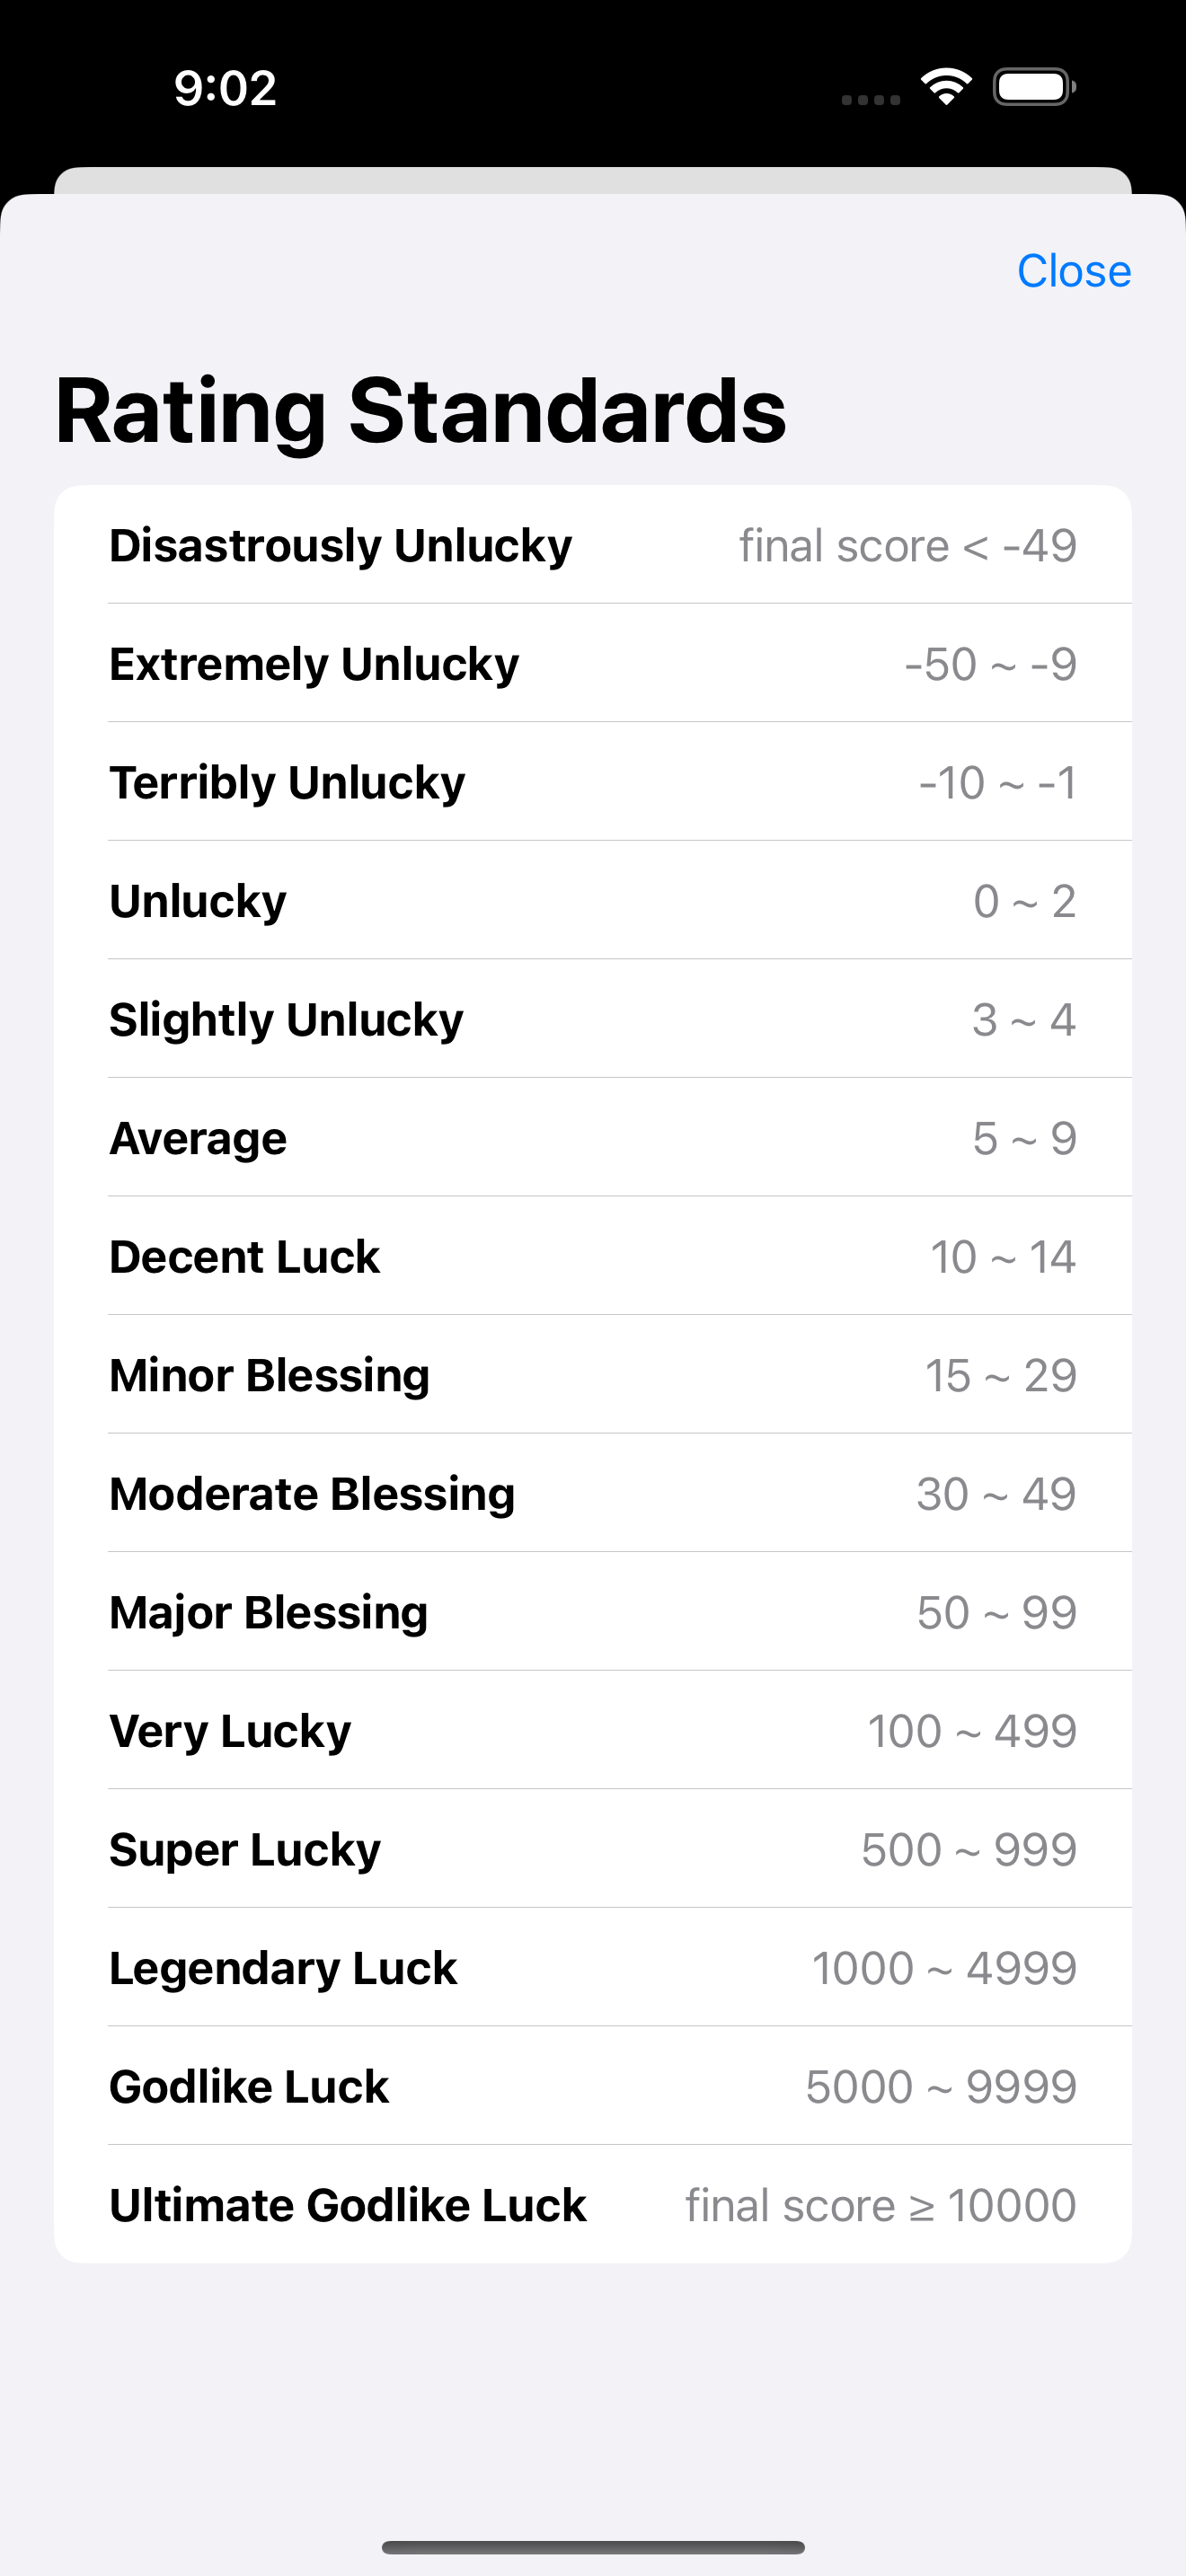 9:02
Close
Rating Standards
Disastrously Unlucky final score < -49
Extremely Unlucky -50 ~ -9
Terribly Unlucky -10 ~ -1
Unlucky 0 ~ 2
Slightly Unlucky 3 ~ 4
Average 5 ~ 9
Decent Luck 10 ~ 14
Minor Blessing 15 ~ 29
Moderate Blessing 30 ~ 49
Major Blessing 50 ~ 99
Very Lucky 100 ~ 499
Super Lucky 500 ~ 999
Legendary Luck 1000 ~ 4999
Godlike Luck 5000 ~ 9999
Ultimate Godlike Luck final score ≥ 10000